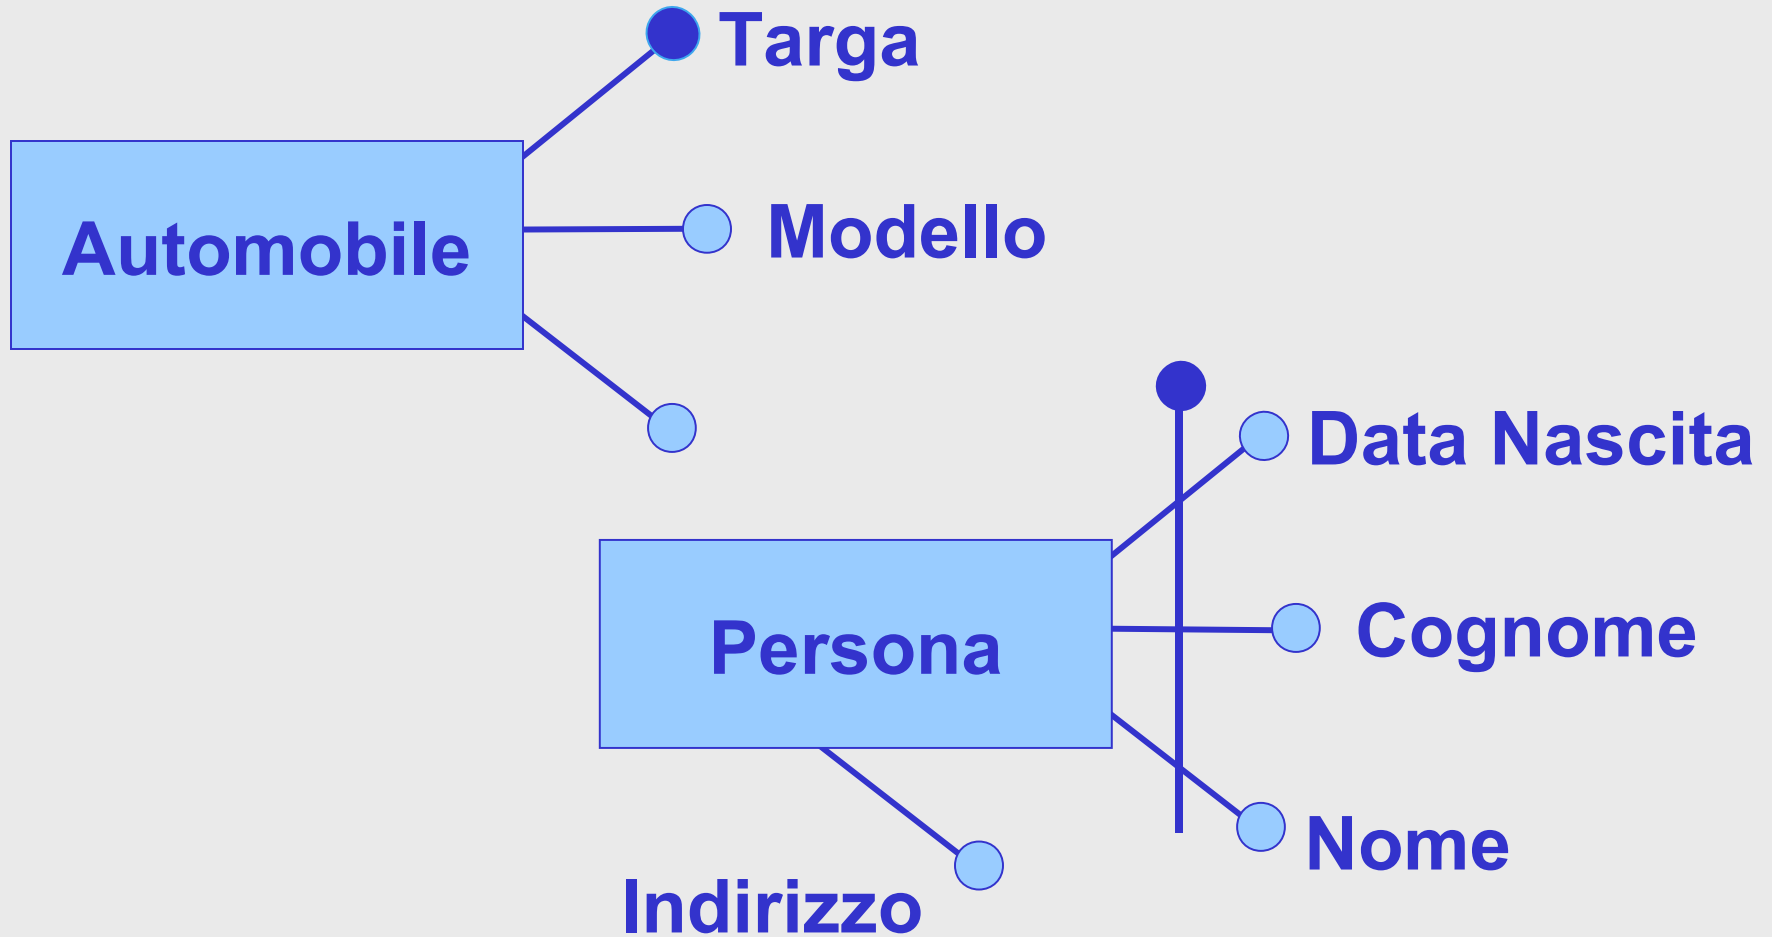 Targa
Modello
Automobile
Data Nascita
Cognome
Persona
Nome
Indirizzo